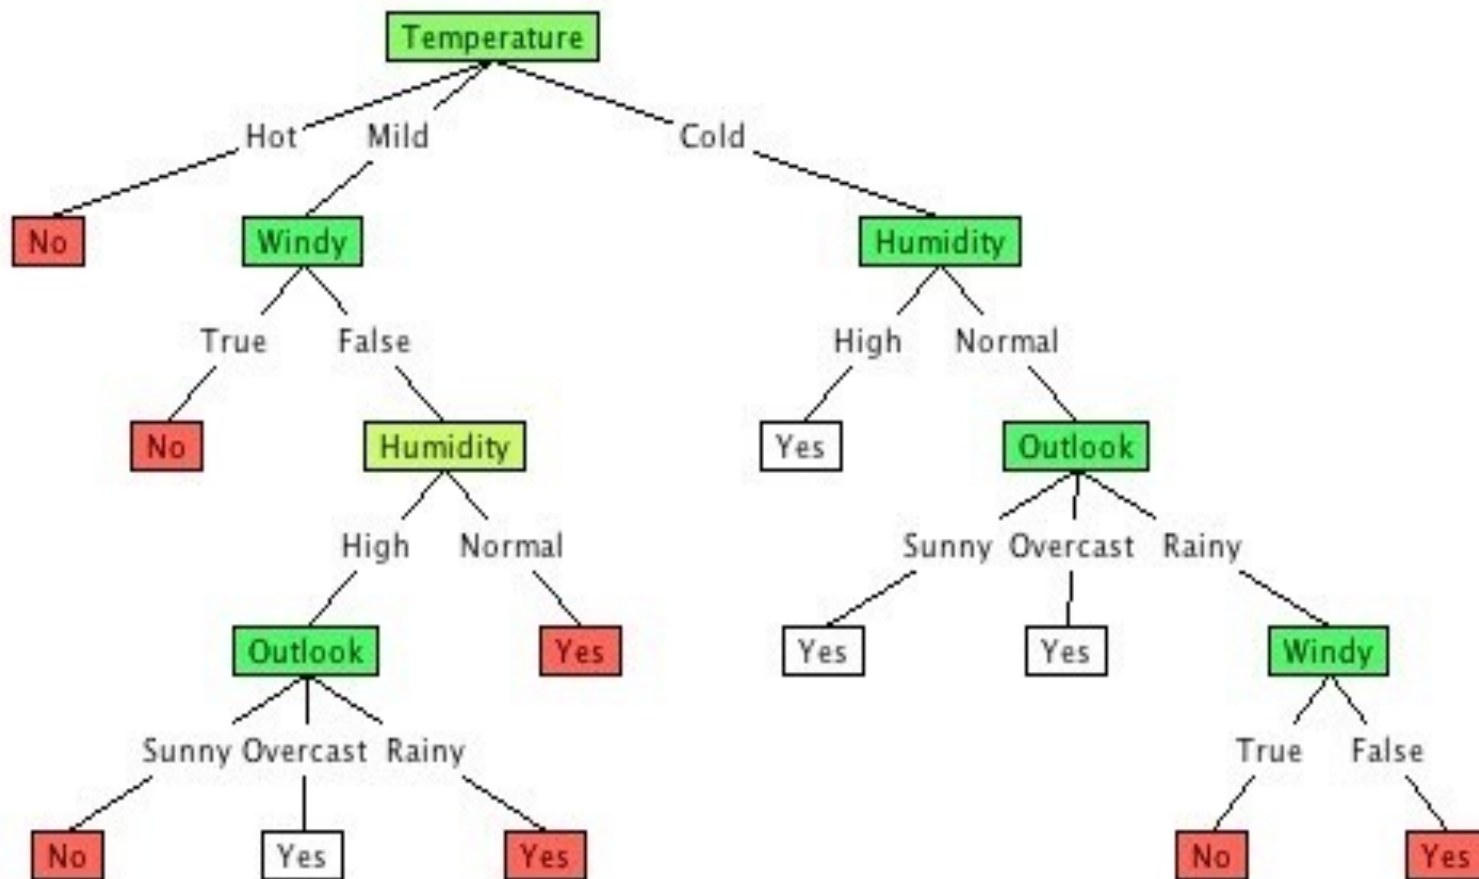 Temperature
Hot Mild Cold
No Windy Humidity
True False High Normal
No Humidity Yes Outlook
High Normal Sunny Overcast Rainy
Outlook Yes Yes Yes Windy
Sunny Overcast Rainy True False
No Yes Yes No Yes